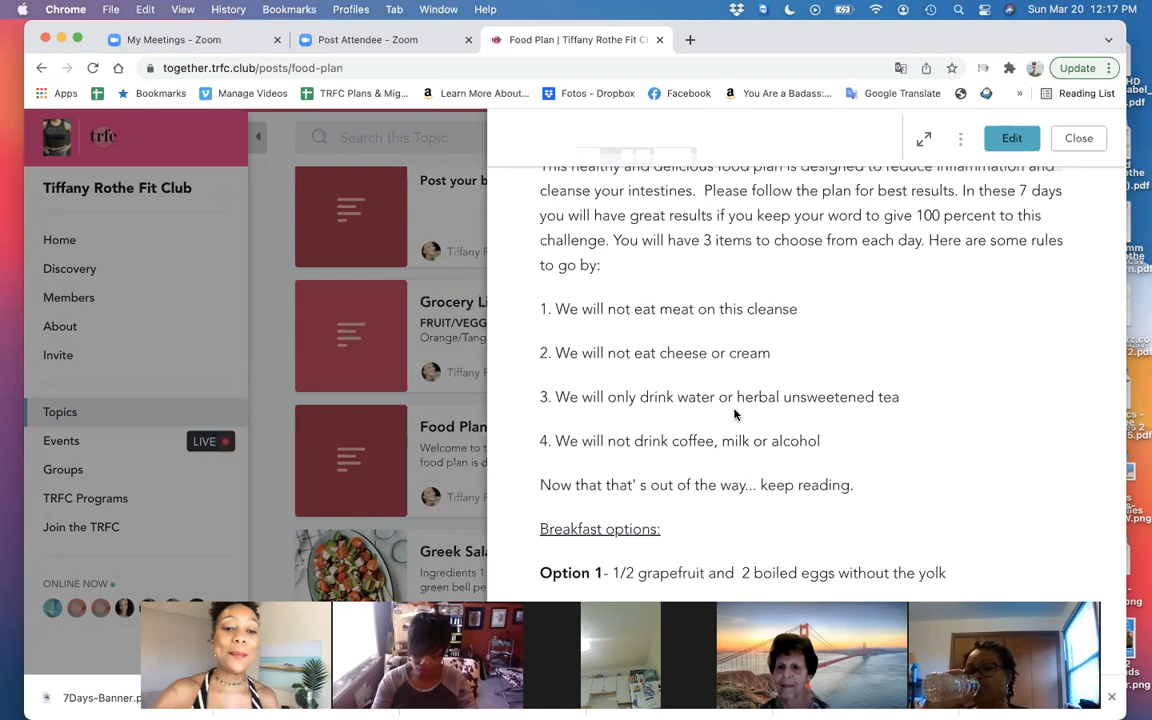 Chrome File Edit View History Bookmarks Profiles Tab Window Help Sun Mar 20 12:17 PM
My Meetings - Zoom
Post Attendee - Zoom
Food Plan | Tiffany Rothe Fit Cl
together.trfc.club/posts/food-plan
Update
Apps
Bookmarks
Manage Videos
TRFC Plans & Mig...
Learn More About...
Fotos - Dropbox
Facebook
You Are a Badass:...
Google Translate
»
Reading List
trfc
Tiffany Rothe Fit Club
Home
Discovery
Members
About
Invite
Topics
Events LIVE
Groups
TRFC Programs
Join the TRFC
ONLINE NOW
Search this Topic
Post your b
Tiffany
Grocery Li
FRUIT/VEGG
Orange/Tang
Tiffany
Food Plan
Welcome to
food plan is d
Tiffany
Greek Sala
Ingredients 1
green bell pe
Edit
Close
This healthy and delicious food plan is designed to reduce inflammation and
cleanse your intestines. Please follow the plan for best results. In these 7 days
you will have great results if you keep your word to give 100 percent to this
challenge. You will have 3 items to choose from each day. Here are some rules
to go by:
1. We will not eat meat on this cleanse
2. We will not eat cheese or cream
3. We will only drink water or herbal unsweetened tea
4. We will not drink coffee, milk or alcohol
Now that that' s out of the way... keep reading.
Breakfast options:
Option 1- 1/2 grapefruit and 2 boiled eggs without the yolk
7Days-Banner.p